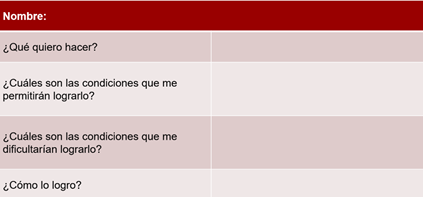 Nombre:
¿Qué quiero hacer?
¿Cuáles son las condiciones que me
permitirán lograrlo?
¿Cuáles son las condiciones que me
dificultarían lograrlo?
¿Cómo lo logro?